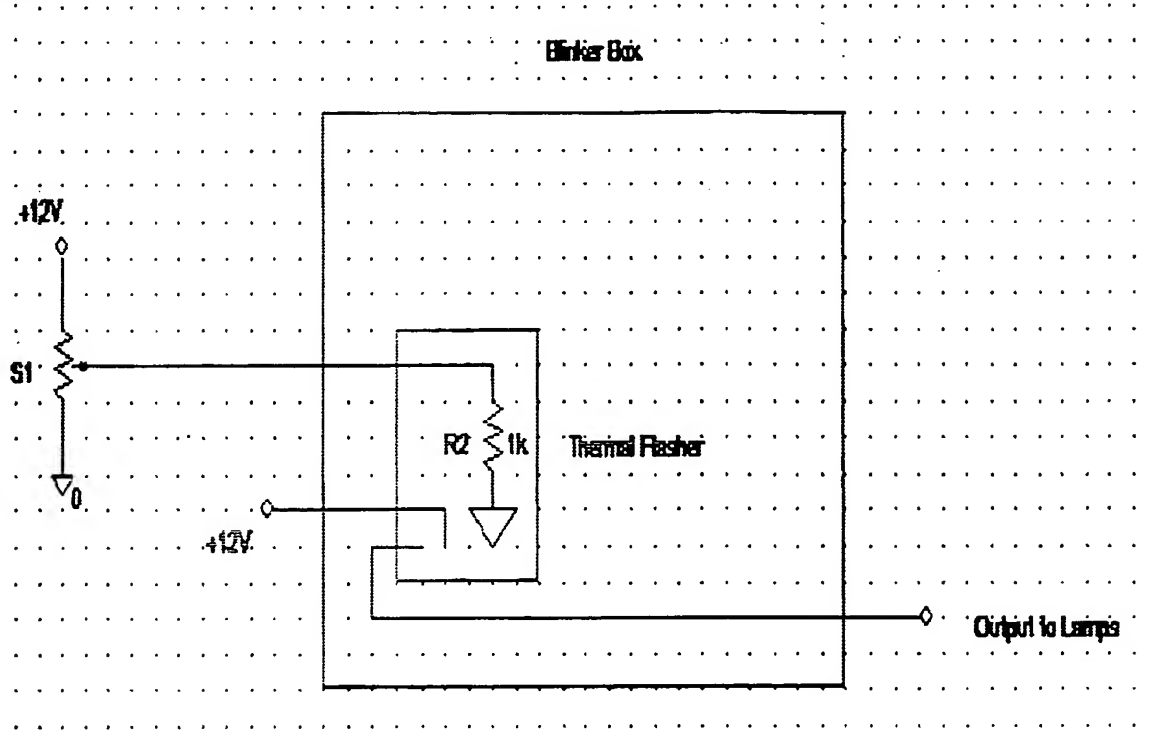 Blinker Box
+12V
S1
R2 1k Thermal Flasher
0
+12V
Output to Lamps